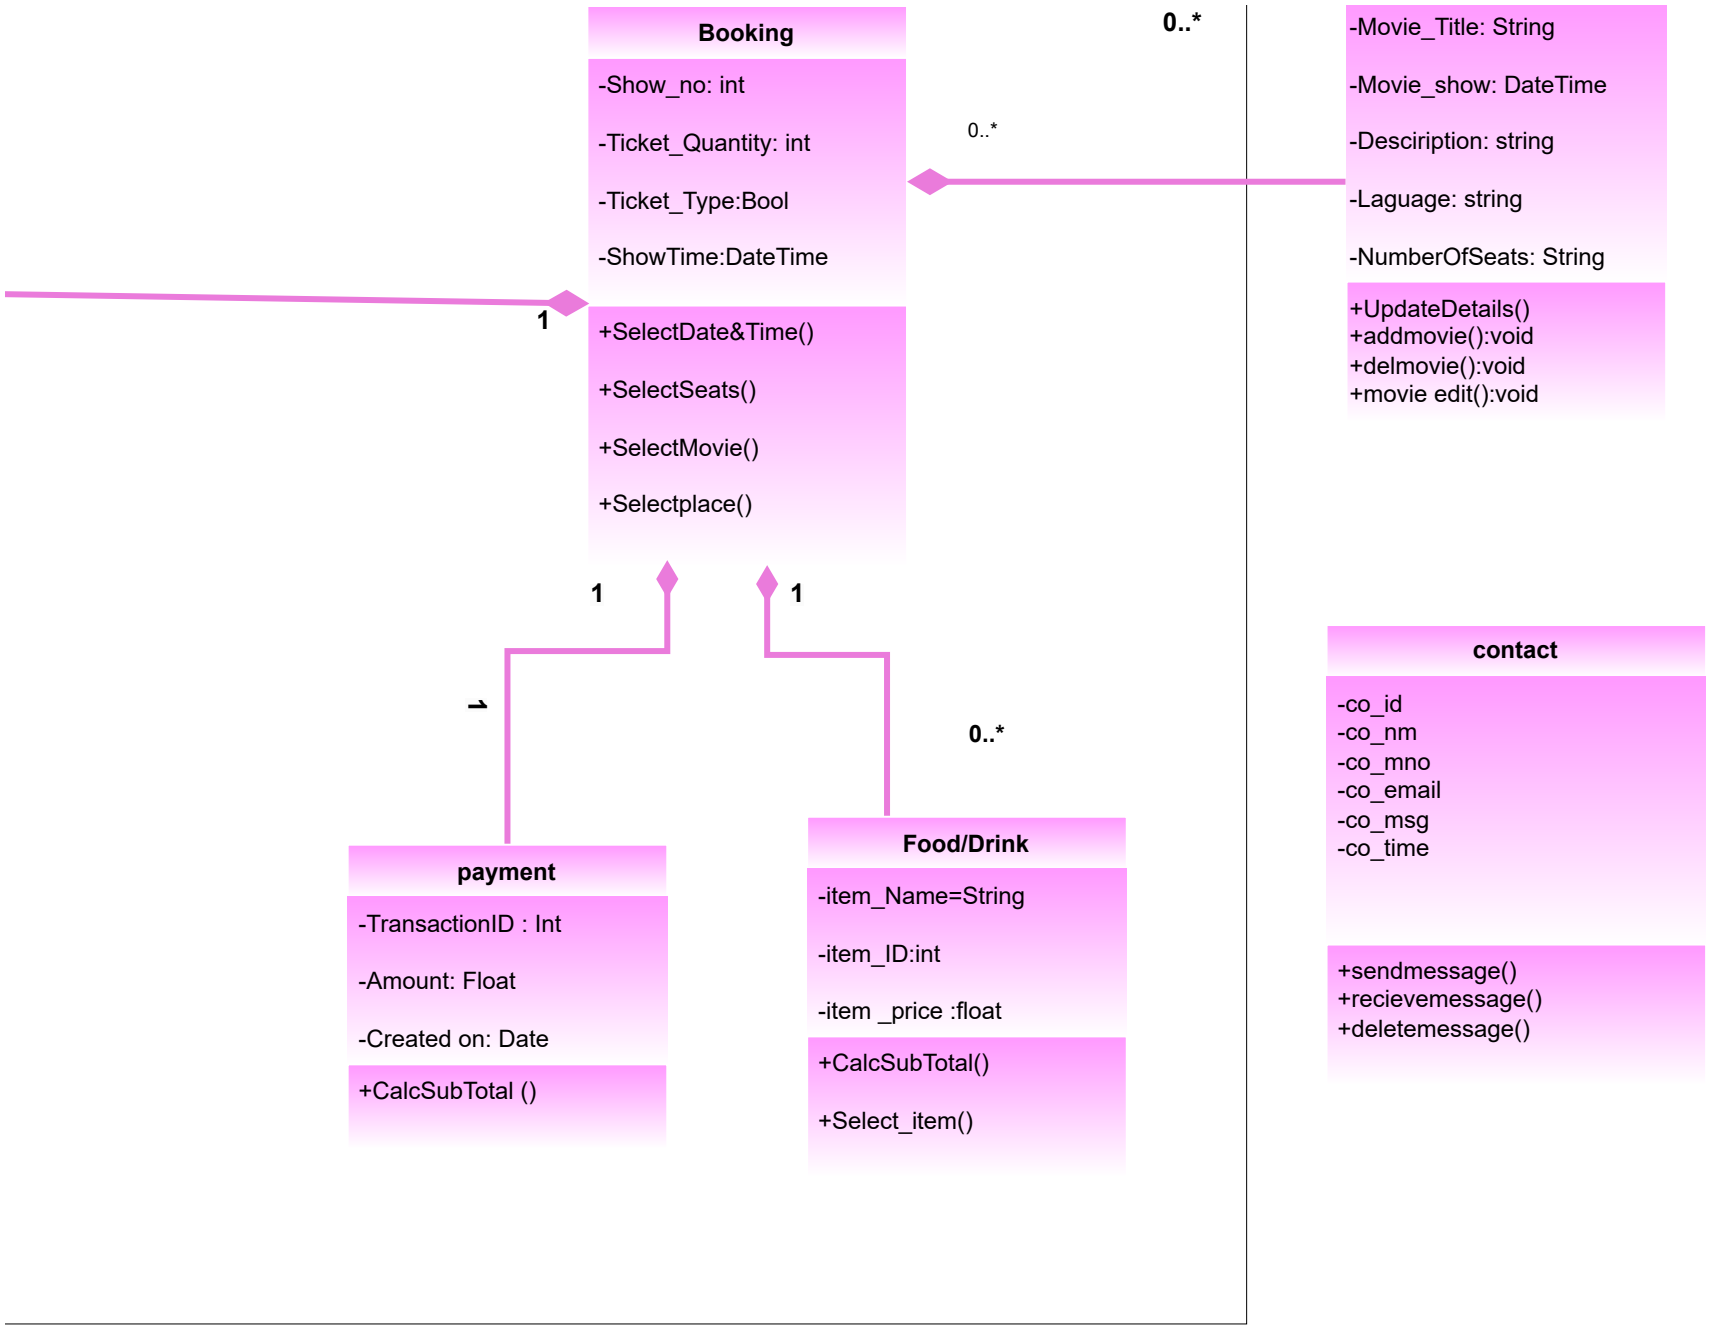 Booking
-Show_no: int
-Ticket_Quantity: int
-Ticket_Type:Bool
-ShowTime:DateTime
+SelectDate&Time()
+SelectSeats()
+SelectMovie()
+Selectplace()
0..*
0..*
-Movie_Title: String
-Movie_show: DateTime
-Desciription: string
-Laguage: string
-NumberOfSeats: String
+UpdateDetails()
+addmovie():void
+delmovie():void
+movie edit():void
1
1
1
1
0..*
payment
-TransactionID : Int
-Amount: Float
-Created on: Date
+CalcSubTotal ()
Food/Drink
-item_Name=String
-item_ID:int
-item _price :float
+CalcSubTotal()
+Select_item()
contact
-co_id
-co_nm
-co_mno
-co_email
-co_msg
-co_time
+sendmessage()
+recievemessage()
+deletemessage()